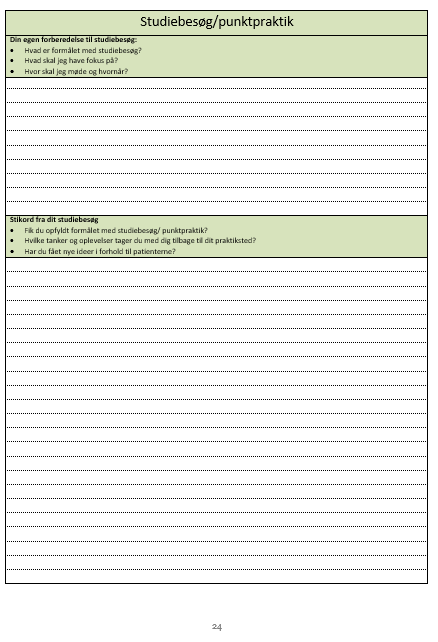 Studiebesøg/punktpraktik
Din egen forberedelse til studiebesøg:
• Hvad er formålet med studiebesøg?
• Hvad skal jeg have fokus på?
• Hvor skal jeg møde og hvornår?
Stikord fra dit studiebesøg
• Fik du opfyldt formålet med studiebesøg/ punktpraktik?
• Hvilke tanker og oplevelser tager du med dig tilbage til dit praktiksted?
• Har du fået nye ideer i forhold til patienterne?
24